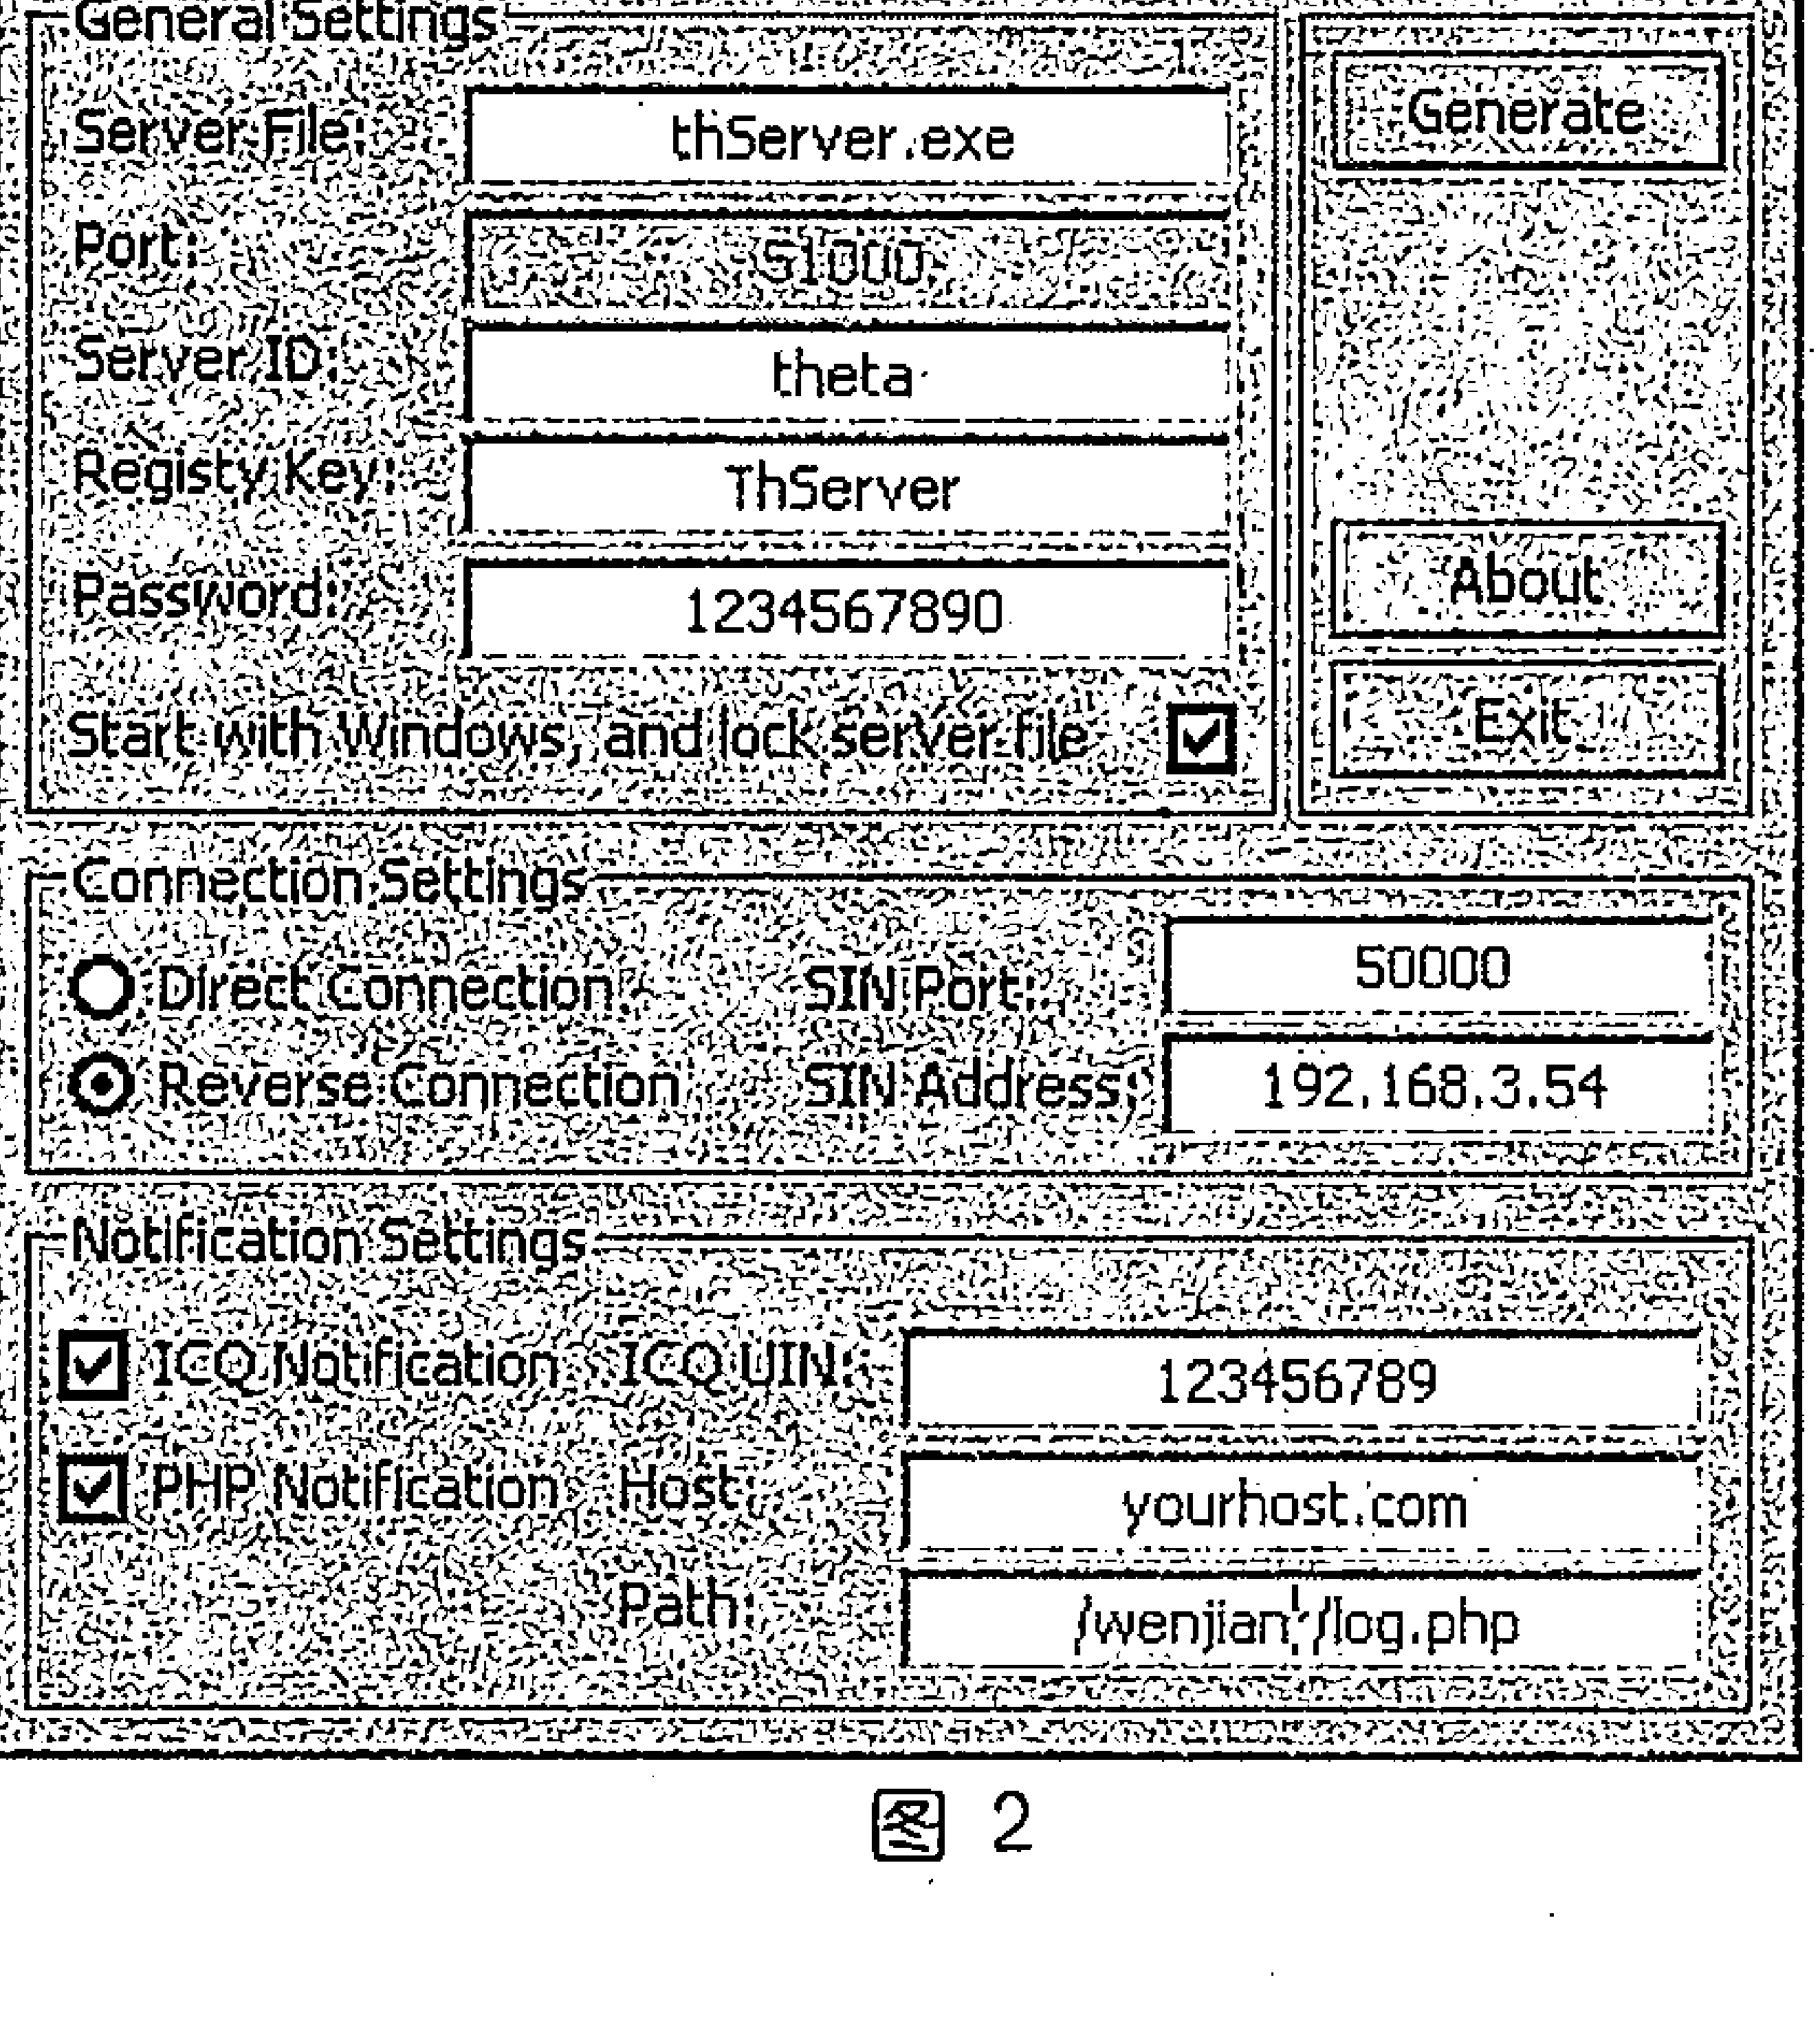 General Settings
Server File: thServer.exe Generate
Port: 51000
Server ID: theta
Registy Key: ThServer
Password: 1234567890 About
Start with Windows, and lock server file Exit
Connection Settings
Direct Connection SIN Port: 50000
Reverse Connection SIN Address: 192.168.3.54
Notification Settings
ICQ Notification ICQ UIN: 123456789
PHP Notification Host: yourhost.com
Path: /wenjian /log.php
图 2